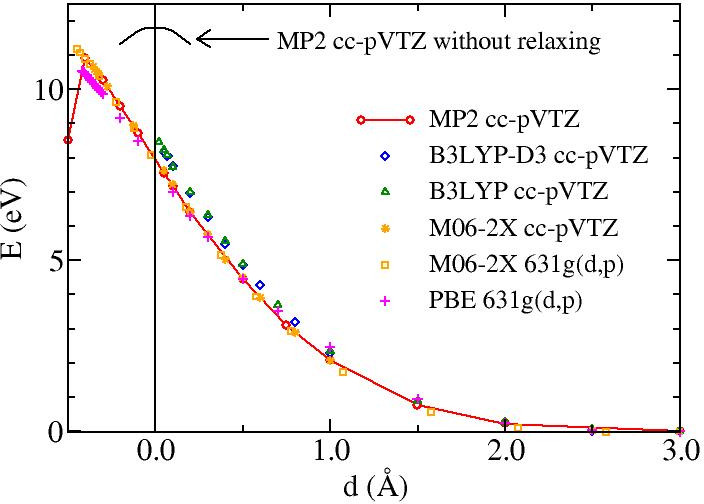 MP2 cc-pVTZ without relaxing
MP2 cc-pVTZ
B3LYP-D3 cc-pVTZ
B3LYP cc-pVTZ
M06-2X cc-pVTZ
M06-2X 631g(d,p)
PBE 631g(d,p)
E (eV)
10
5
0
0.0 1.0 2.0 3.0
d (Å)